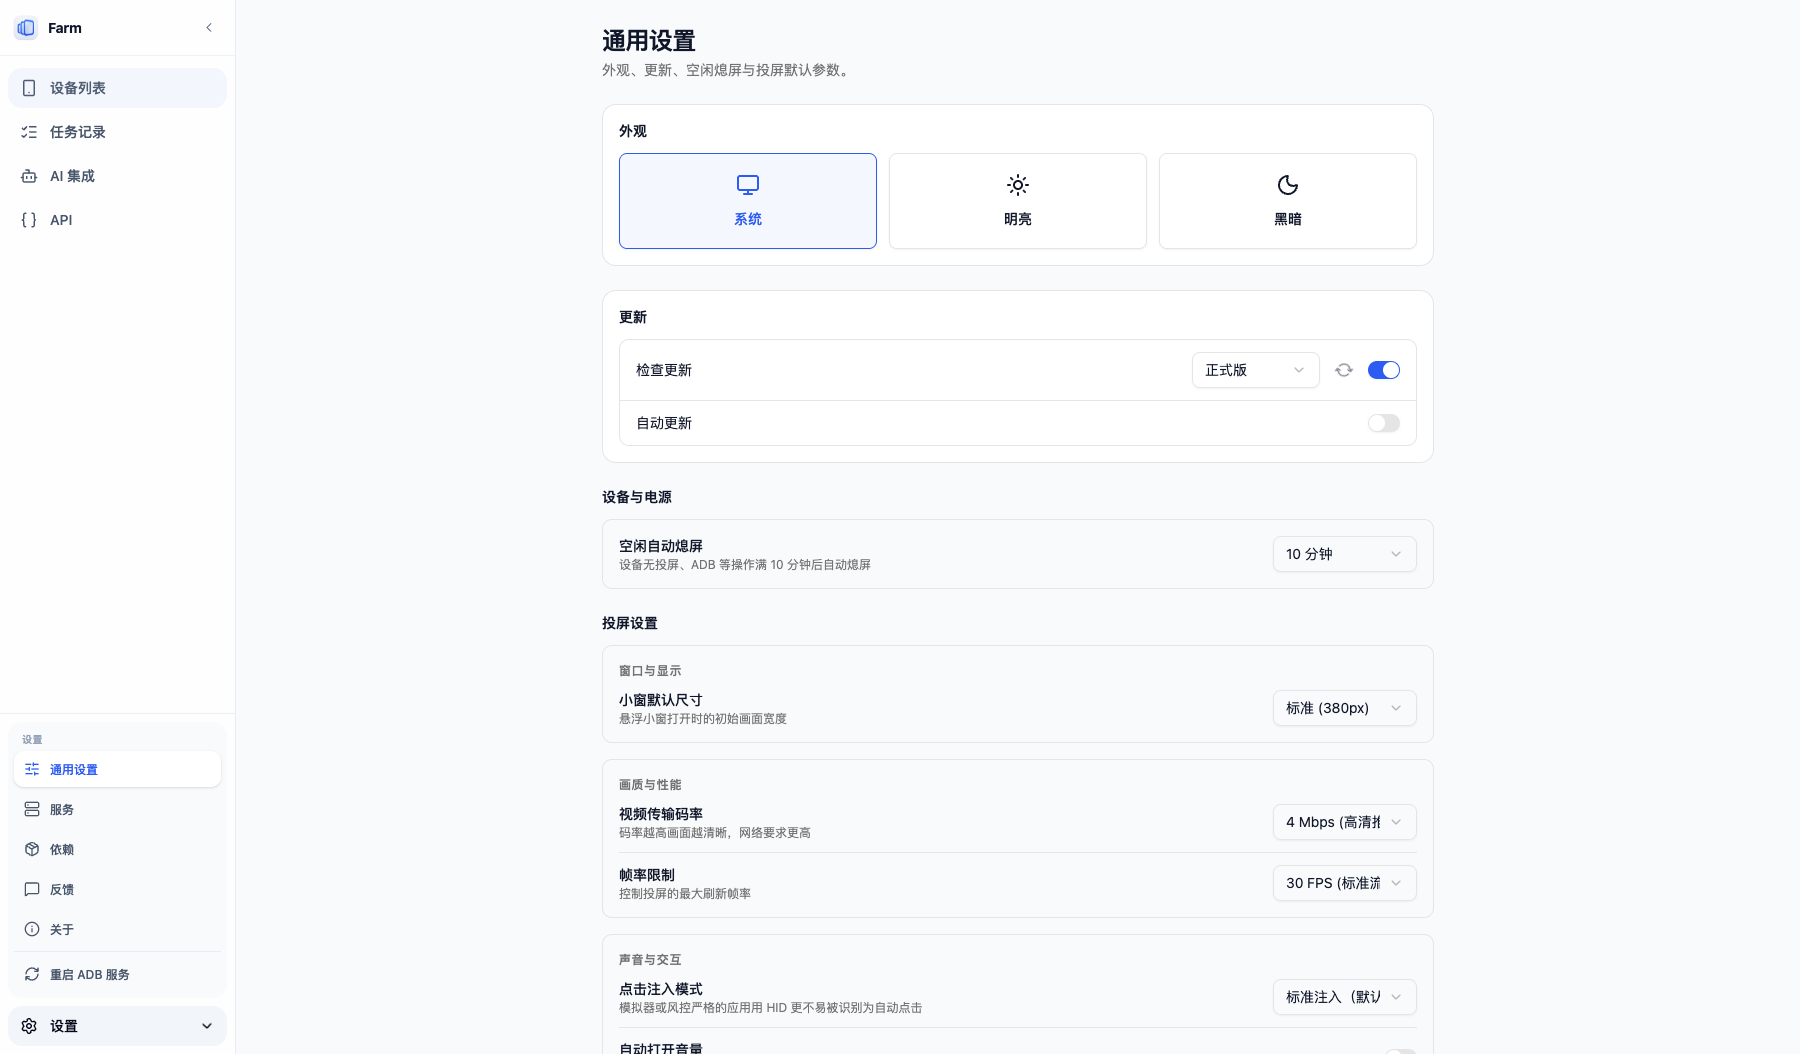 Farm
设备列表
任务记录
AI 集成
API
设置
通用设置
服务
依赖
反馈
关于
重启 ADB 服务
设置
通用设置
外观、更新、空闲熄屏与投屏默认参数。
外观
系统
明亮
黑暗
更新
检查更新
正式版
自动更新
设备与电源
空闲自动熄屏
设备无投屏、ADB 等操作满 10 分钟后自动熄屏
10 分钟
投屏设置
窗口与显示
小窗默认尺寸
悬浮小窗打开时的初始画面宽度
标准 (380px)
画质与性能
视频传输码率
码率越高画面越清晰，网络要求更高
4 Mbps (高清
帧率限制
控制投屏的最大刷新帧率
30 FPS (标准
声音与交互
点击注入模式
模拟器或风控严格的应用用 HID 更不易被识别为自动点击
标准注入（默认
自动打开音量